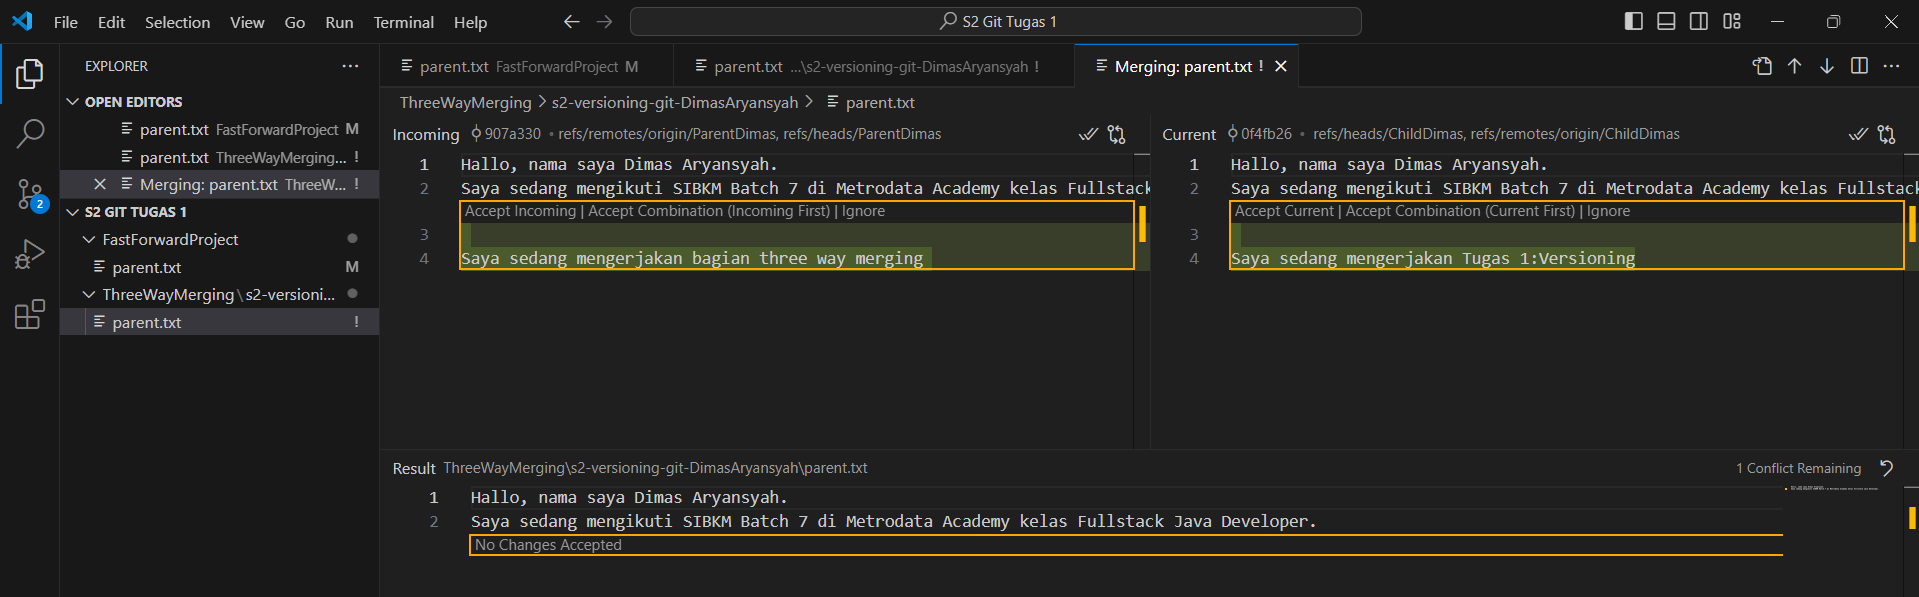 File Edit Selection View Go Run Terminal Help
S2 Git Tugas 1
EXPLORER
OPEN EDITORS
parent.txt FastForwardProject M
parent.txt ThreeWayMerging... !
Merging: parent.txt ThreeW... !
S2 GIT TUGAS 1
FastForwardProject
parent.txt M
ThreeWayMerging\s2-versioni...
parent.txt !
2
parent.txt FastForwardProject M
parent.txt ...\s2-versioning-git-DimasAryansyah !
Merging: parent.txt !
ThreeWayMerging > s2-versioning-git-DimasAryansyah > parent.txt
Incoming 907a330 • refs/remotes/origin/ParentDimas, refs/heads/ParentDimas
1 Hallo, nama saya Dimas Aryansyah.
2 Saya sedang mengikuti SIBKM Batch 7 di Metrodata Academy kelas Fullstack
Accept Incoming | Accept Combination (Incoming First) | Ignore
3
4 Saya sedang mengerjakan bagian three way merging
Current 0f4fb26 • refs/heads/ChildDimas, refs/remotes/origin/ChildDimas
1 Hallo, nama saya Dimas Aryansyah.
2 Saya sedang mengikuti SIBKM Batch 7 di Metrodata Academy kelas Fullstack
Accept Current | Accept Combination (Current First) | Ignore
3
4 Saya sedang mengerjakan Tugas 1:Versioning
Result ThreeWayMerging\s2-versioning-git-DimasAryansyah\parent.txt
1 Conflict Remaining
1 Hallo, nama saya Dimas Aryansyah.
2 Saya sedang mengikuti SIBKM Batch 7 di Metrodata Academy kelas Fullstack Java Developer.
No Changes Accepted